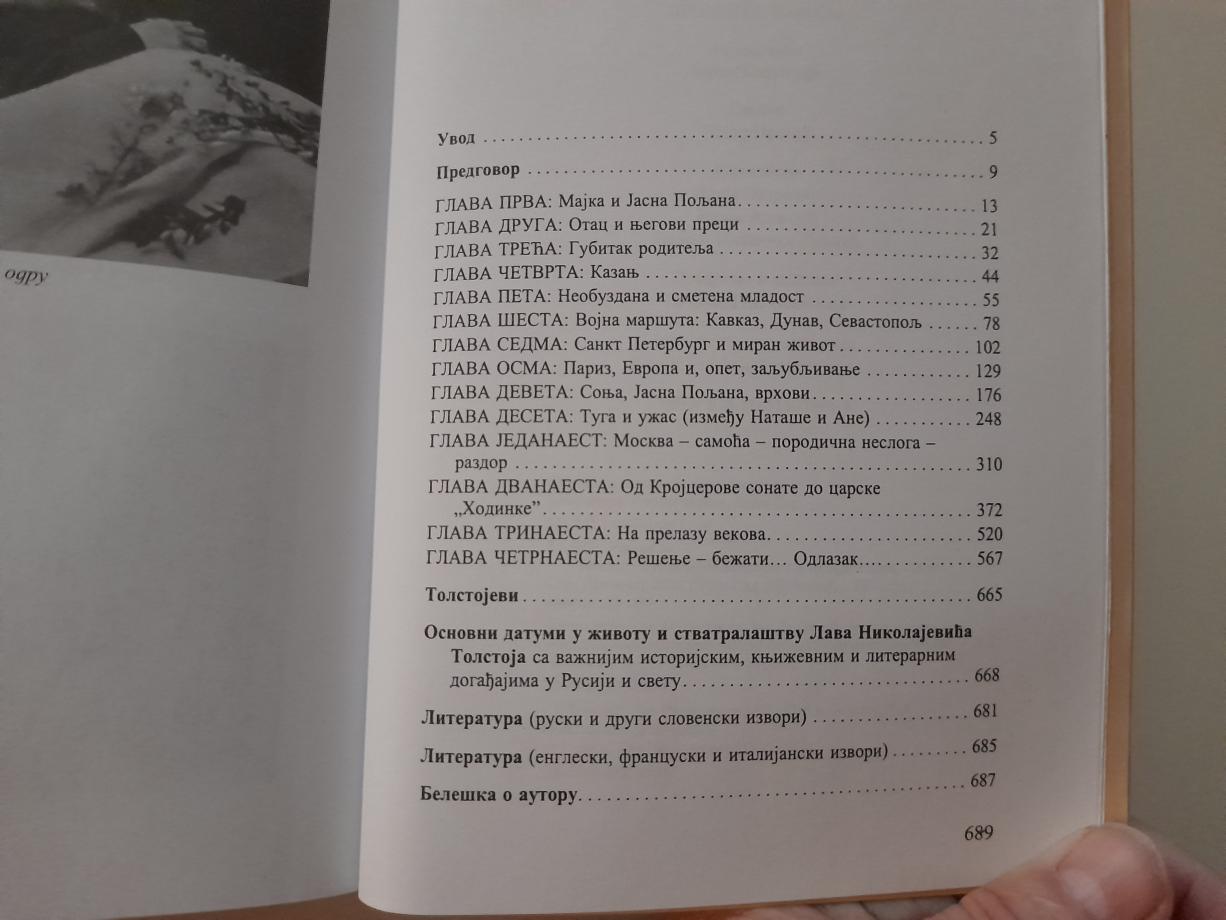 одру
Увод ........ 5
Предговор ........ 9
ГЛАВА ПРВА: Мајка и Јасна Пољана ........ 13
ГЛАВА ДРУГА: Отац и његови преци ........ 21
ГЛАВА ТРЕЋА: Губитак родитеља ........ 32
ГЛАВА ЧЕТВРТА: Казањ ........ 44
ГЛАВА ПЕТА: Необуздана и сметена младост ........ 55
ГЛАВА ШЕСТА: Војна маршута: Кавказ, Дунав, Севастопољ ........ 78
ГЛАВА СЕДМА: Санкт Петербург и миран живот ........ 102
ГЛАВА ОСМА: Париз, Европа и, опет, заљубљивање ........ 129
ГЛАВА ДЕВЕТА: Соња, Јасна Пољана, врхови ........ 176
ГЛАВА ДЕСЕТА: Туга и ужас (између Наташе и Ане) ........ 248
ГЛАВА ЈЕДАНАЕСТ: Москва – самоћа – породична неслога –
раздор ........ 310
ГЛАВА ДВАНАЕСТА: Од Кројцерове сонате до царске
„Ходинке” ........ 372
ГЛАВА ТРИНАЕСТА: На прелазу векова ........ 520
ГЛАВА ЧЕТРНАЕСТА: Решење – бежати... Одлазак... ........ 567
Толстојеви ........ 665
Основни датуми у животу и стватралаштву Лава Николајевића
Толстоја са важнијим историјским, књижевним и литерарним
догађајима у Русији и свету ........ 668
Литература (руски и други словенски извори) ........ 681
Литература (енглески, француски и италијански извори) ........ 685
Белешка о аутору ........ 687
689